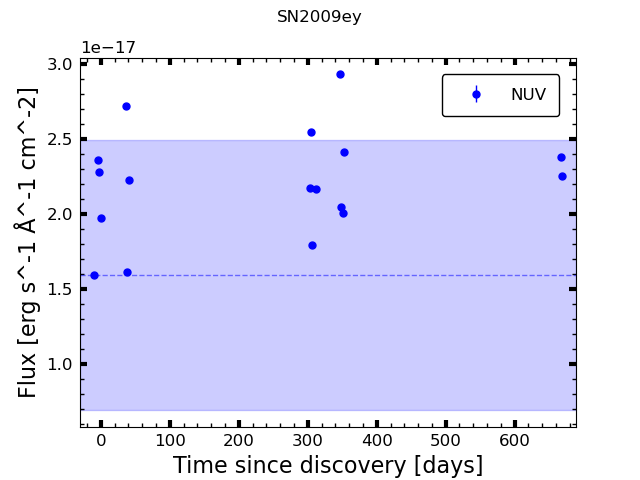 SN2009ey
1e−17
3.0
2.5
2.0
1.5
1.0
Flux [erg s^-1 Å^-1 cm^-2]
NUV
0 100 200 300 400 500 600
Time since discovery [days]